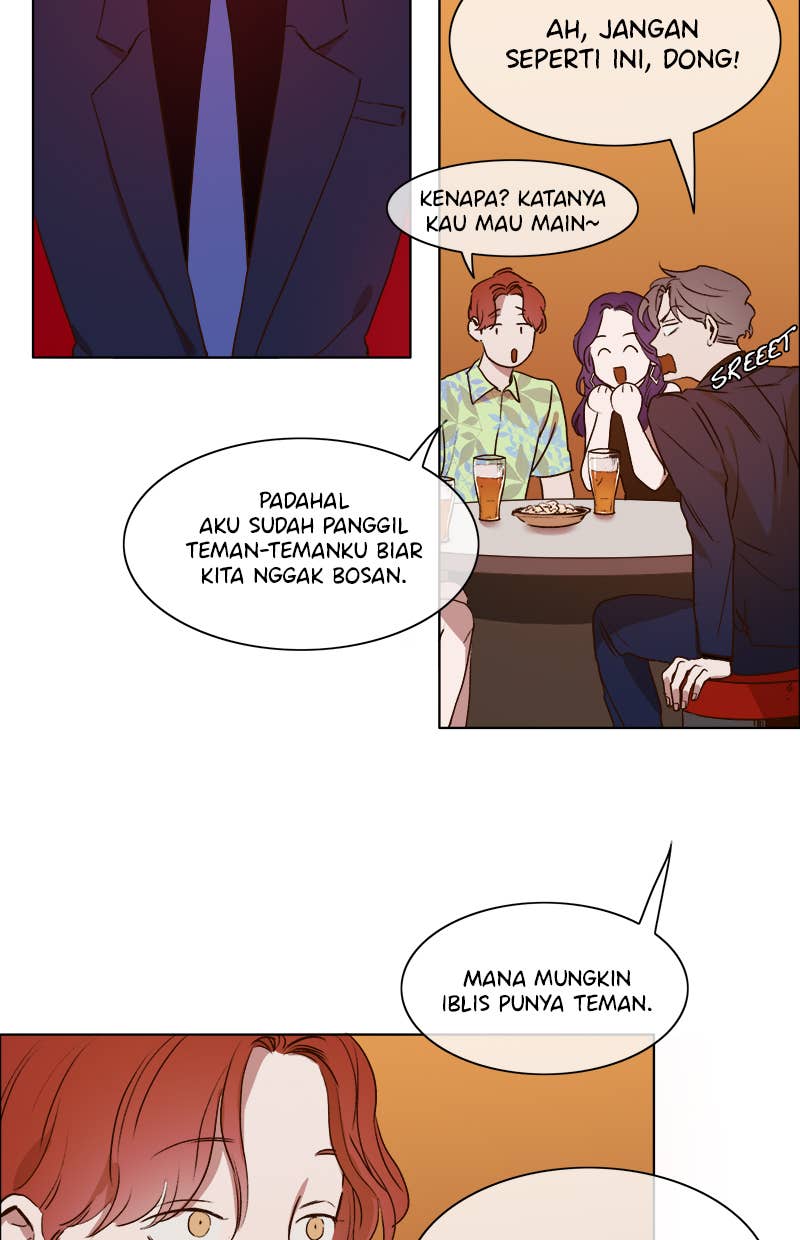 AH, JANGAN
SEPERTI INI, DONG!
KENAPA? KATANYA
KAU MAU MAIN~
SREEET
PADAHAL
AKU SUDAH PANGGIL
TEMAN-TEMANKU BIAR
KITA NGGAK BOSAN.
MANA MUNGKIN
IBLIS PUNYA TEMAN.